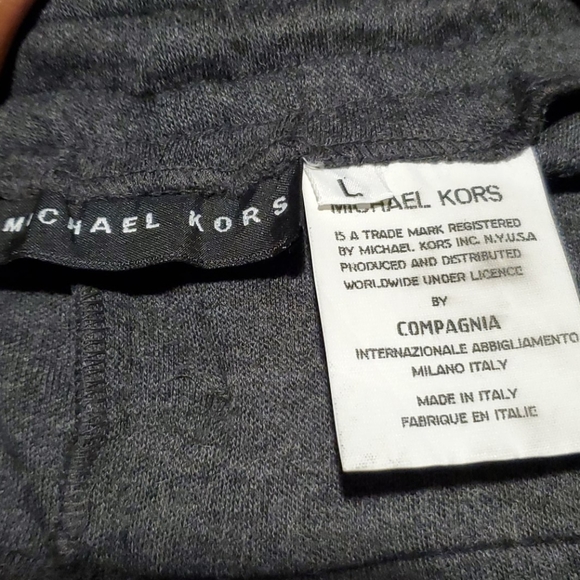 MICHAEL KORS
L
MICHAEL KORS
IS A TRADE MARK REGISTERED
BY MICHAEL KORS INC. N.Y.U.S.A
PRODUCED AND DISTRIBUTED
WORLDWIDE UNDER LICENCE
BY
COMPAGNIA
INTERNAZIONALE ABBIGLIAMENTO
MILANO ITALY
MADE IN ITALY
FABRIQUE EN ITALIE